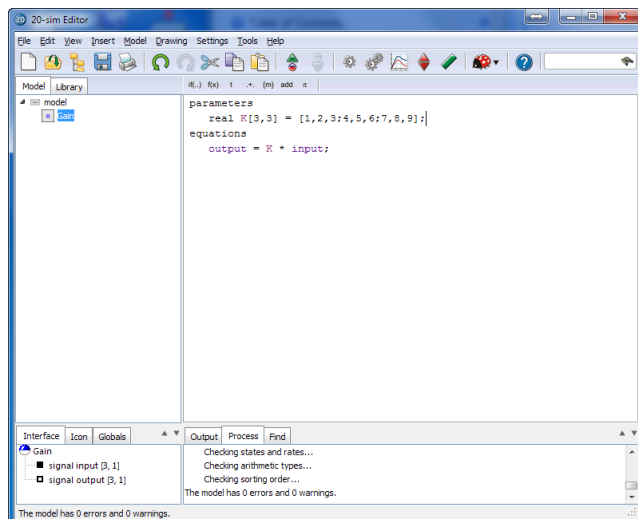 20-sim Editor
File Edit View Insert Model Drawing Settings Tools Help
Model Library
if(..) f(x) t .+. (m) add π
model
K Gain
parameters
real K[3,3] = [1,2,3;4,5,6;7,8,9];
equations
output = K * input;
Interface Icon Globals
Output Process Find
Gain
signal input [3, 1]
signal output [3, 1]
Checking states and rates...
Checking arithmetic types...
Checking sorting order...
The model has 0 errors and 0 warnings.
The model has 0 errors and 0 warnings.